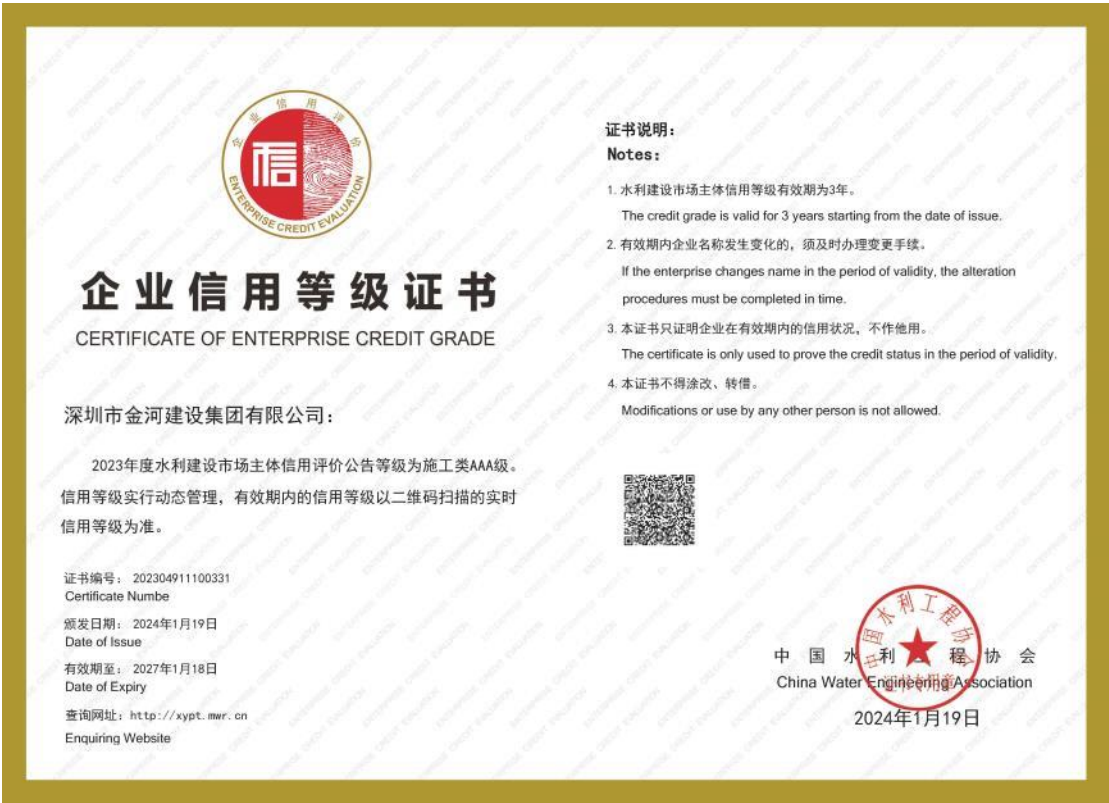 企业信用评价
信
ENTERPRISE CREDIT EVALUATION
企业信用等级证书
CERTIFICATE OF ENTERPRISE CREDIT GRADE
深圳市金河建设集团有限公司：
2023年度水利建设市场主体信用评价公告等级为施工类AAA级。
信用等级实行动态管理，有效期内的信用等级以二维码扫描的实时
信用等级为准。
证书编号： 202304911100331
Certificate Numbe
颁发日期： 2024年1月19日
Date of Issue
有效期至： 2027年1月18日
Date of Expiry
查询网址：http://xypt.mwr.cn
Enquiring Website
证书说明：
Notes:
1. 水利建设市场主体信用等级有效期为3年。
The credit grade is valid for 3 years starting from the date of issue.
2. 有效期内企业名称发生变化的，须及时办理变更手续。
If the enterprise changes name in the period of validity, the alteration
procedures must be completed in time.
3. 本证书只证明企业在有效期内的信用状况，不作他用。
The certificate is only used to prove the credit status in the period of validity.
4. 本证书不得涂改、转借。
Modifications or use by any other person is not allowed.
中国水利工程协会
China Water Engineering Association
2024年1月19日
中国水利工程协会
证书专用章